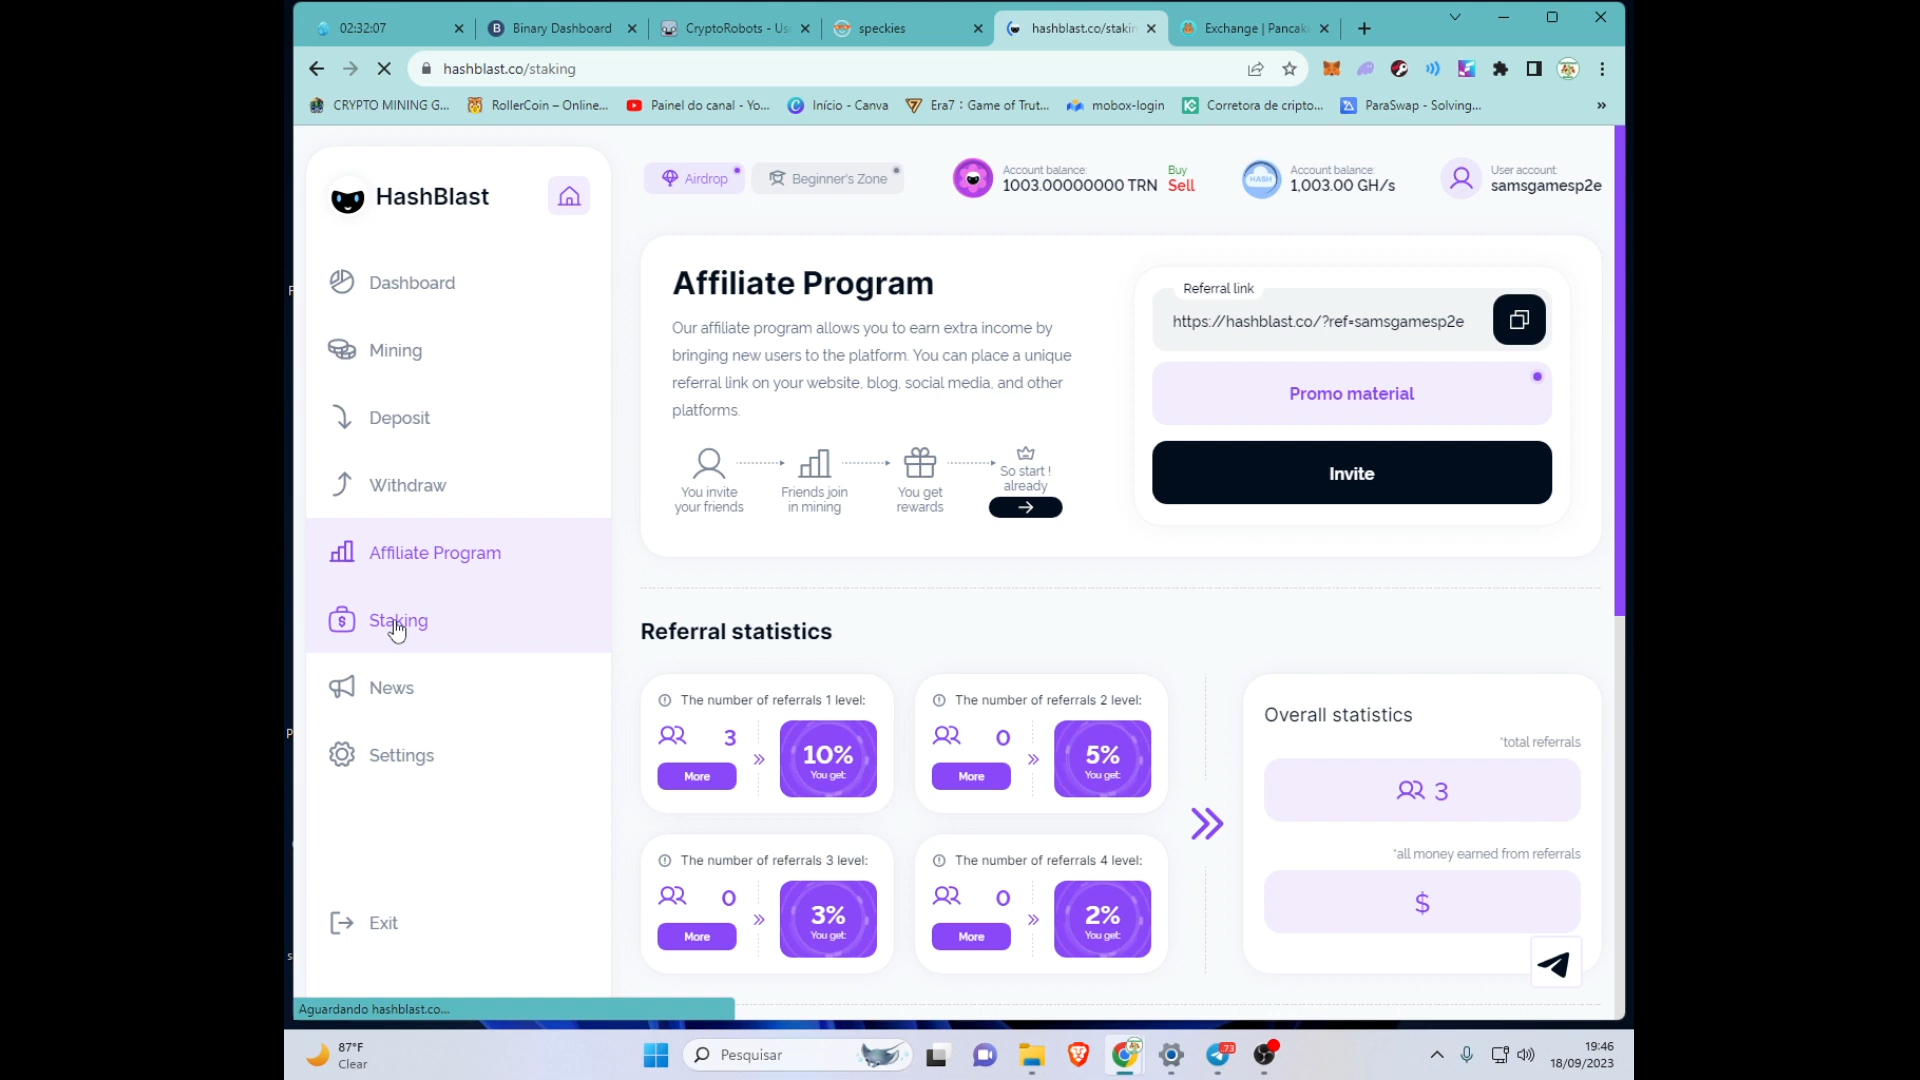 02:32:07
Binary Dashboard
CryptoRobots - Us
speckies
hashblast.co/stakin
Exchange | Pancak
hashblast.co/staking
CRYPTO MINING G...
RollerCoin – Online...
Painel do canal - Yo...
Início - Canva
Era7 : Game of Trut...
mobox-login
Corretora de cripto...
ParaSwap - Solving...
HashBlast
Airdrop
Beginner's Zone
Account balance:
1003.00000000 TRN
Buy
Sell
HASH
Account balance:
1,003.00 GH/s
User account:
samsgamesp2e
Dashboard
Mining
Deposit
Withdraw
Affiliate Program
Staking
News
Settings
Exit
Affiliate Program
Our affiliate program allows you to earn extra income by
bringing new users to the platform. You can place a unique
referral link on your website, blog, social media, and other
platforms.
You invite
your friends
Friends join
in mining
You get
rewards
So start !
already
Referral link
https://hashblast.co/?ref=samsgamesp2e
Promo material
Invite
Referral statistics
The number of referrals 1 level:
3
More
10%
You get:
The number of referrals 2 level:
0
More
5%
You get:
The number of referrals 3 level:
0
More
3%
You get:
The number of referrals 4 level:
0
More
2%
You get:
Overall statistics
*total referrals
3
*all money earned from referrals
$
Aguardando hashblast.co...
87°F
Clear
Pesquisar
73
19:46
18/09/2023